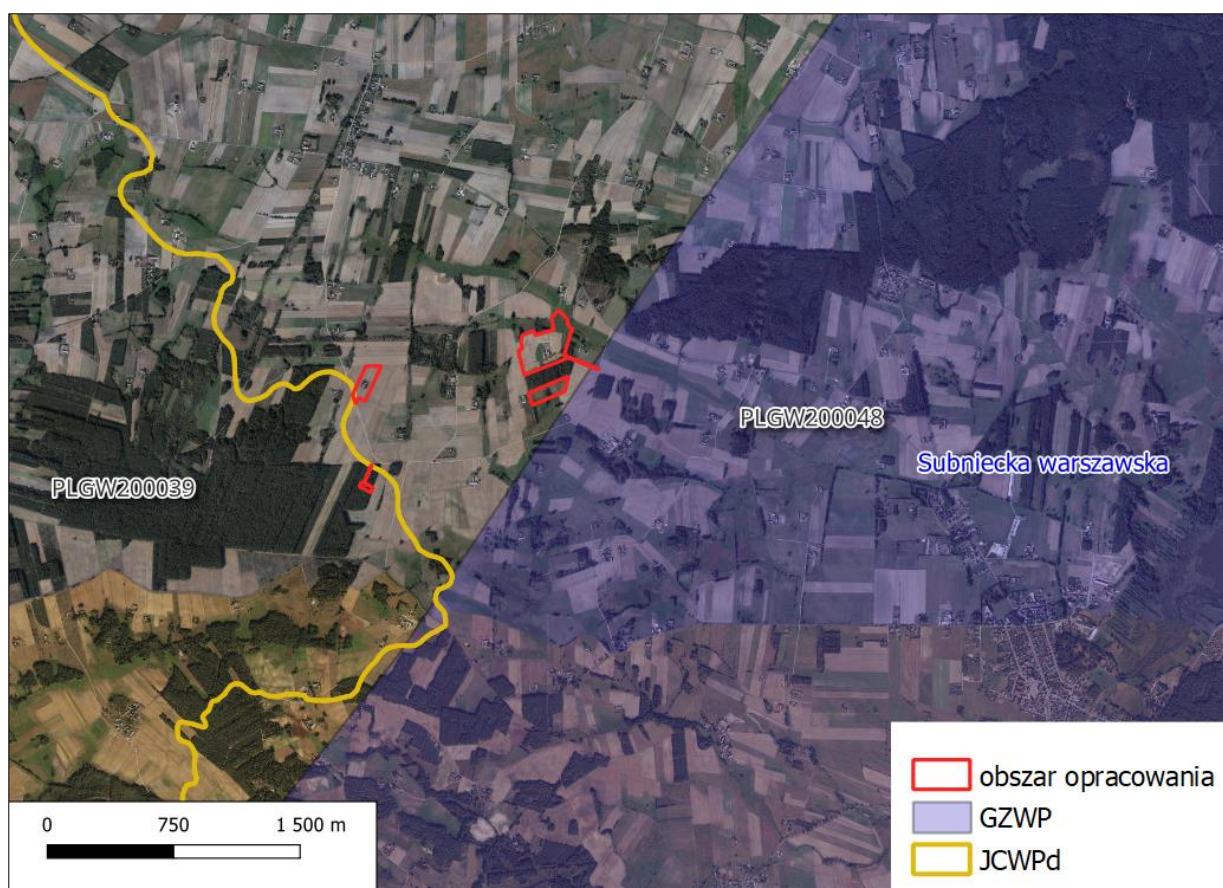 PLGW200048
Subniecka warszawska
PLGW200039
0 750 1 500 m
obszar opracowania
GZWP
JCWPd